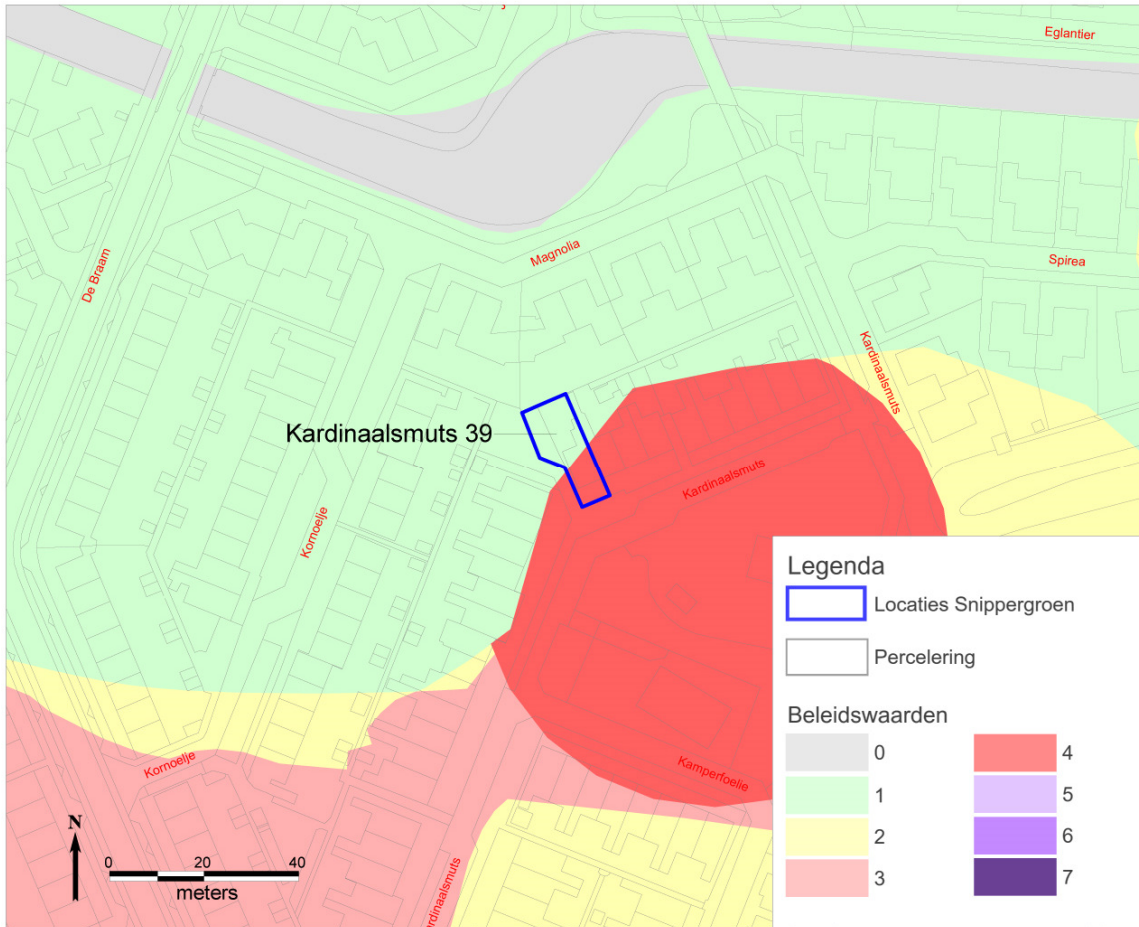 Eglantier
De Braam
Magnolia
Spirea
Kardinaalsmuts
Kardinaalsmuts 39
Kardinaalsmuts
Kornoelje
Kornoelje
Kamperfoelie
ardinaalsmuts
N
0 20 40
meters
Legenda
Locaties Snippergroen
Percelering
Beleidswaarden
0 4
1 5
2 6
3 7